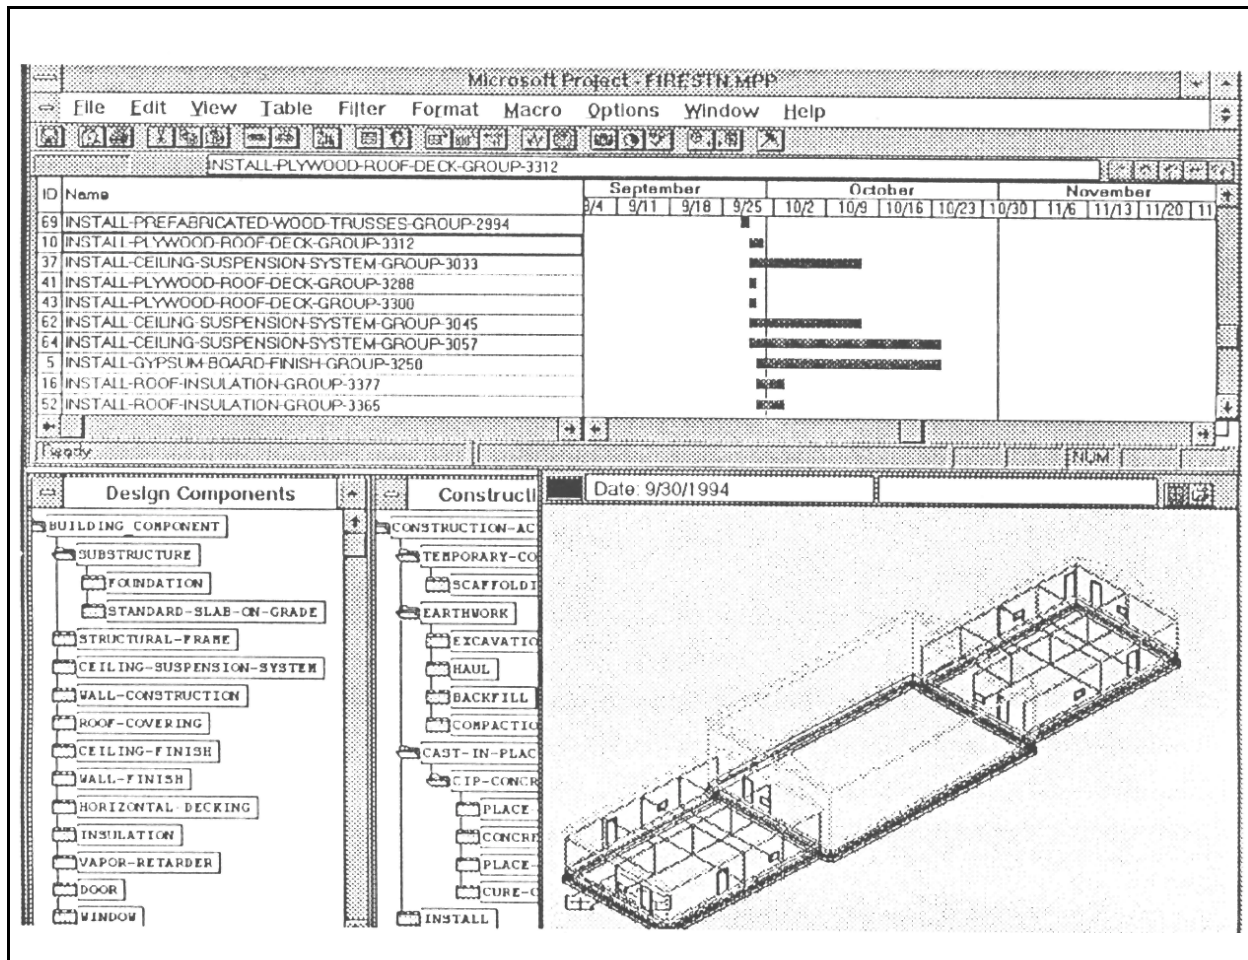 Microsoft Project - FIRESTN.MPP
File Edit View Table Filter Format Macro Options Window Help
INSTALL-PLYWOOD-ROOF-DECK-GROUP-3312
ID Name September October November
9/4 9/11 9/18 9/25 10/2 10/9 10/16 10/23 10/30 11/6 11/13 11/20 11
69 INSTALL-PREFABRICATED-WOOD-TRUSSES-GROUP-2994
10 INSTALL-PLYWOOD-ROOF-DECK-GROUP-3312
37 INSTALL-CEILING-SUSPENSION-SYSTEM-GROUP-3033
41 INSTALL-PLYWOOD-ROOF-DECK-GROUP-3288
43 INSTALL-PLYWOOD-ROOF-DECK-GROUP-3300
62 INSTALL-CEILING-SUSPENSION-SYSTEM-GROUP-3045
64 INSTALL-CEILING-SUSPENSION-SYSTEM-GROUP-3057
5 INSTALL-GYPSUM-BOARD-FINISH-GROUP-3250
16 INSTALL-ROOF-INSULATION-GROUP-3377
52 INSTALL-ROOF-INSULATION-GROUP-3365
Ready NUM
Design Components
BUILDING COMPONENT
SUBSTRUCTURE
FOUNDATION
STANDARD-SLAB-ON-GRADE
STRUCTURAL-FRAME
CEILING-SUSPENSION-SYSTEM
WALL-CONSTRUCTION
ROOF-COVERING
CEILING-FINISH
WALL-FINISH
HORIZONTAL-DECKING
INSULATION
VAPOR-RETARDER
DOOR
WINDOW
Constructi
CONSTRUCTION-AC
TEMPORARY-CO
SCAFFOLDI
EARTHWORK
EXCAVATIO
HAUL
BACKFILL
COMPACTIO
CAST-IN-PLAC
CIP-CONCR
PLACE
CONCRE
PLACE-
CURE-C
INSTALL
Date: 9/30/1994